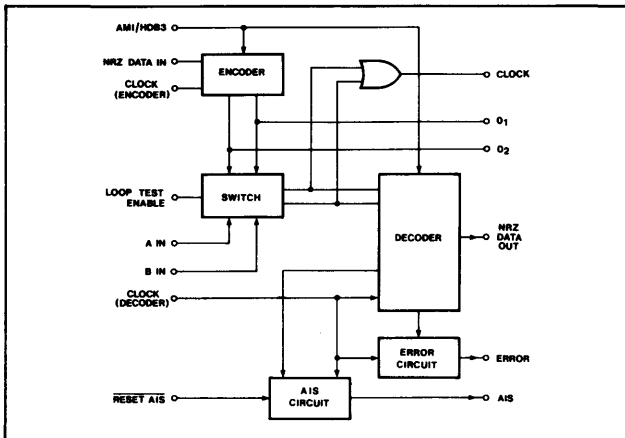 AMI/HDB3
NRZ DATA IN
ENCODER
CLOCK
(ENCODER)
CLOCK
O1
O2
LOOP TEST
ENABLE
SWITCH
DECODER
NRZ
DATA
OUT
A IN
B IN
CLOCK
(DECODER)
ERROR
CIRCUIT
ERROR
RESET AIS
AIS
CIRCUIT
AIS